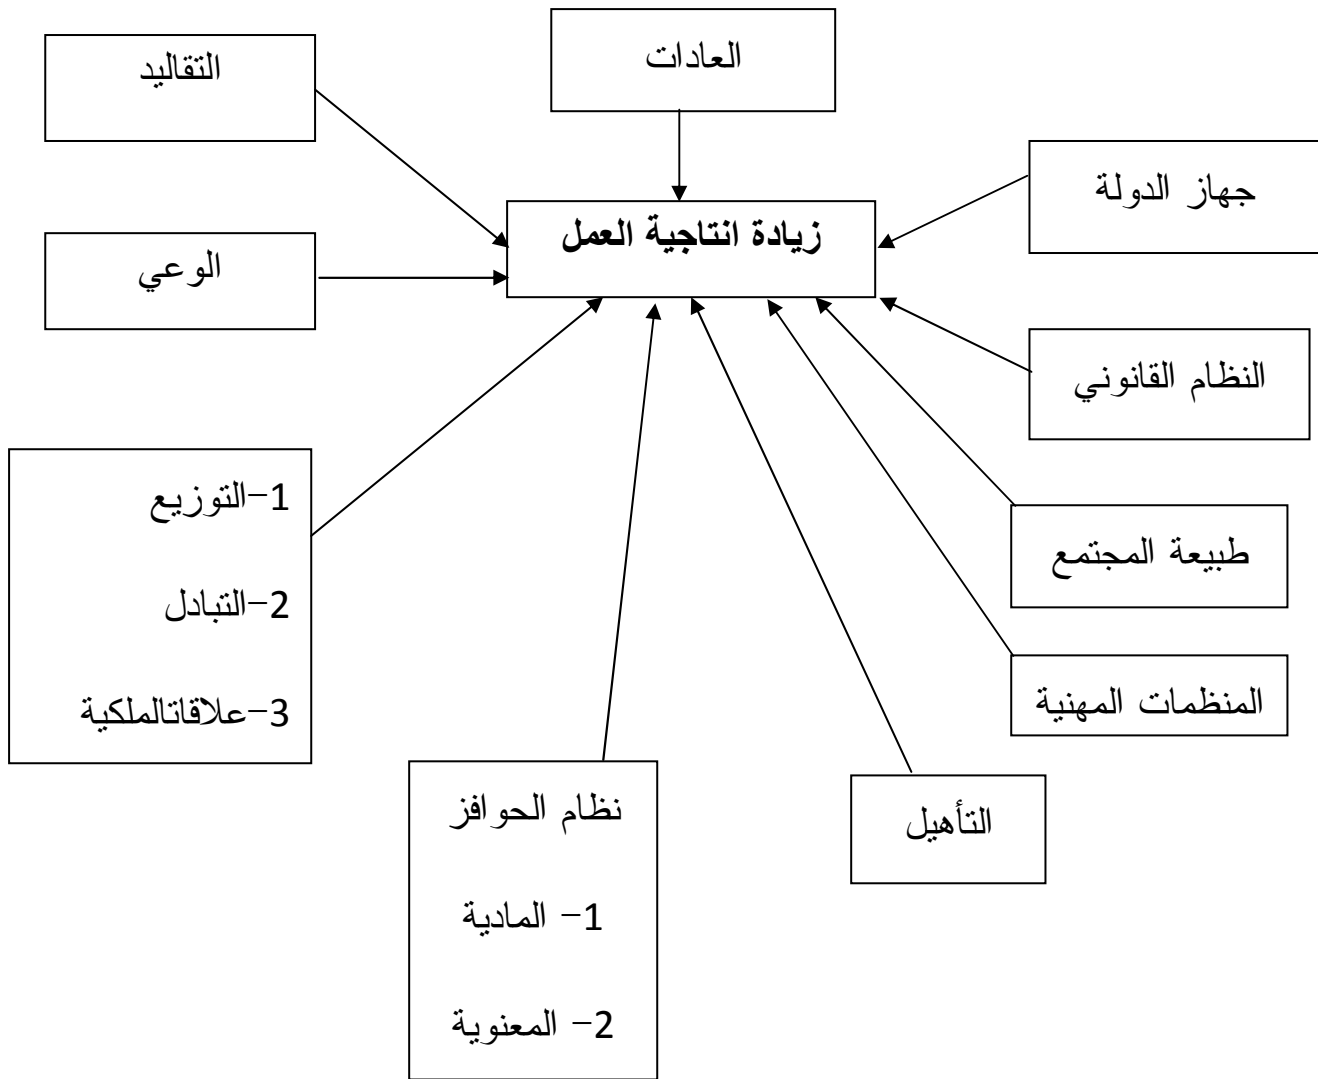 العادات
التقاليد
جهاز الدولة
زيادة انتاجية العمل
الوعي
النظام القانوني
1-التوزيع
2-التبادل
3-علاقاتالملكية
طبيعة المجتمع
المنظمات المهنية
نظام الحوافز
1- المادية
2- المعنوية
التأهيل